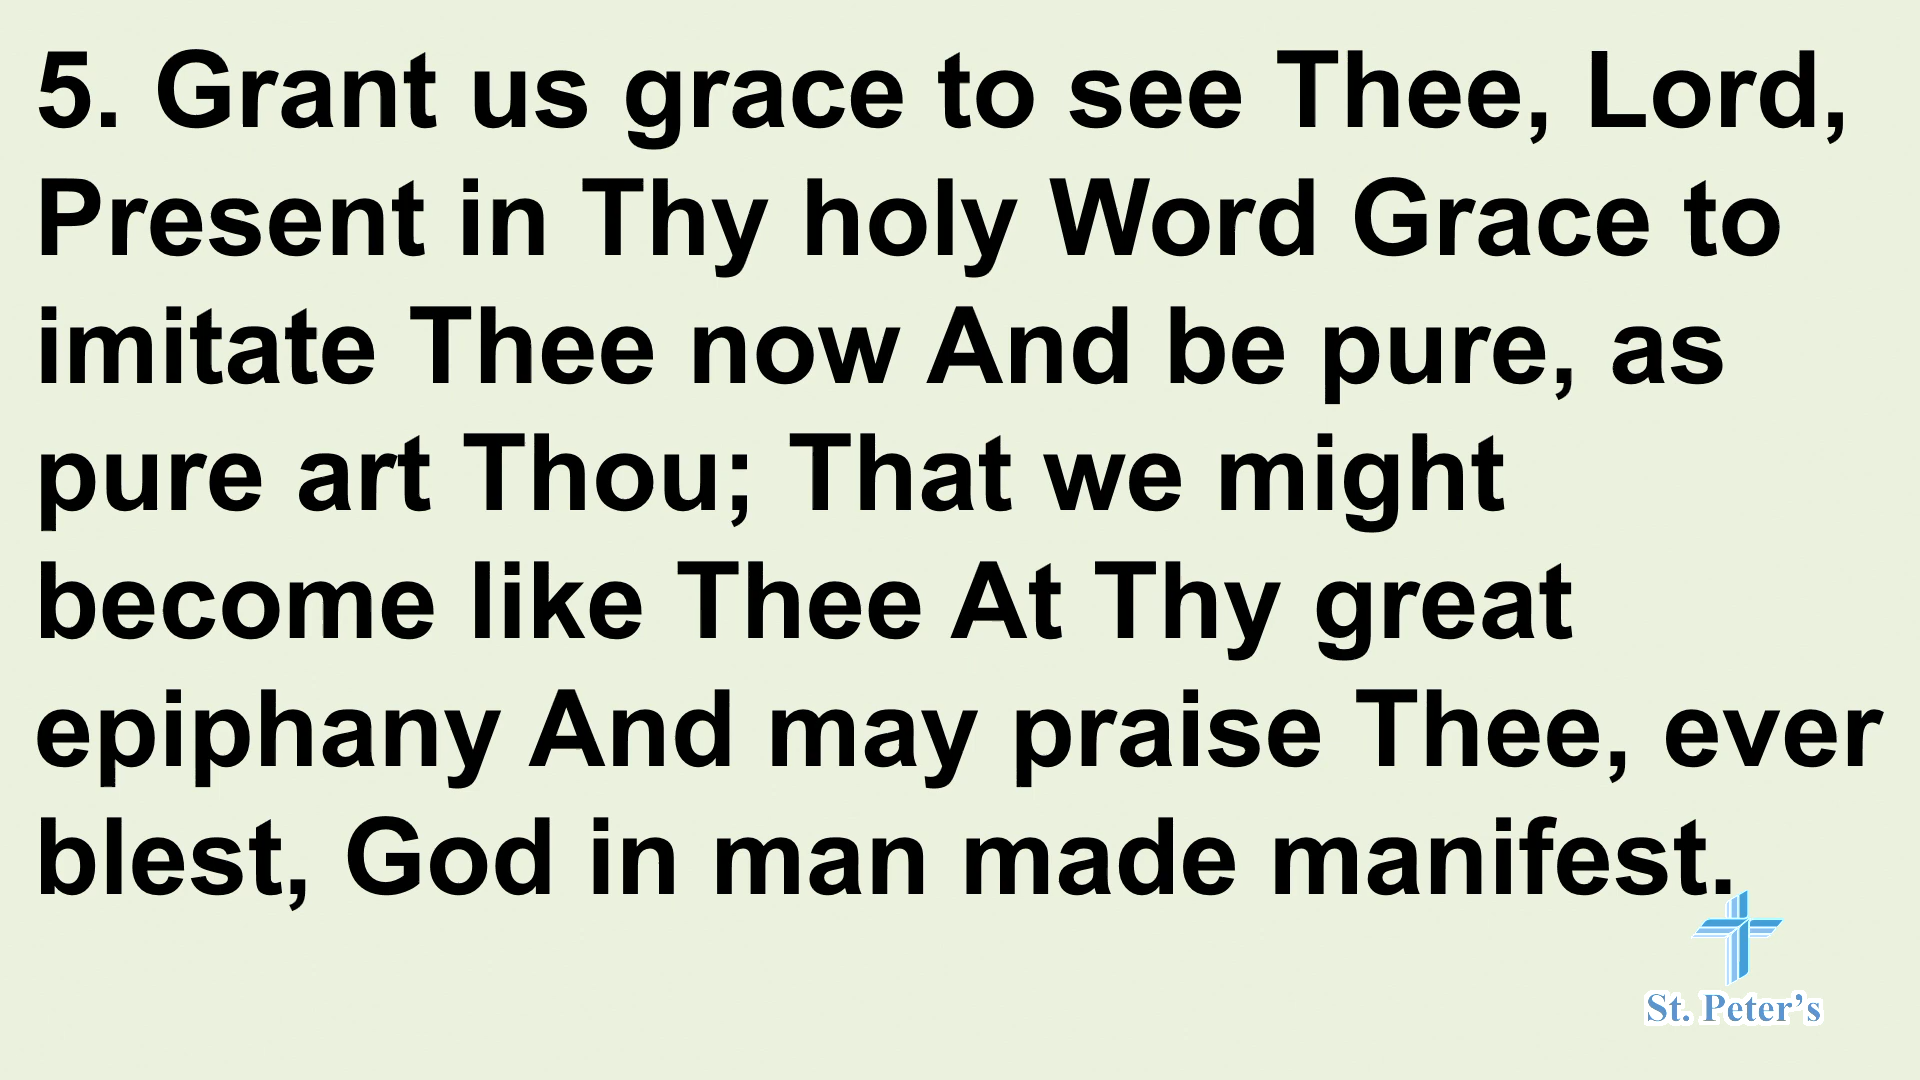 5. Grant us grace to see Thee, Lord,
Present in Thy holy Word Grace to
imitate Thee now And be pure, as
pure art Thou; That we might
become like Thee At Thy great
epiphany And may praise Thee, ever
blest, God in man made manifest.
St. Peter’s